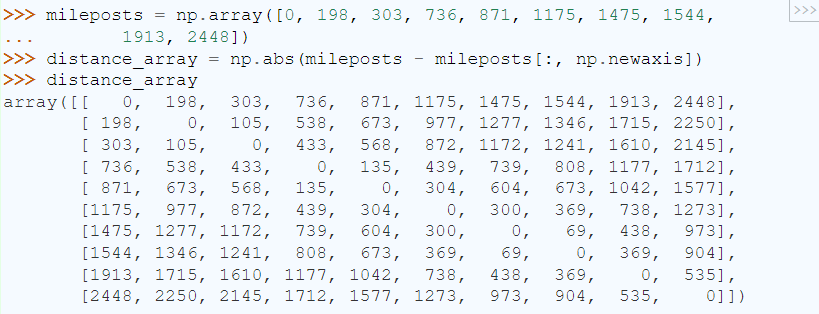 >>> mileposts = np.array([0, 198, 303, 736, 871, 1175, 1475, 1544,
...        1913, 2448])
>>> distance_array = np.abs(mileposts - mileposts[:, np.newaxis])
>>> distance_array
array([[   0,  198,  303,  736,  871, 1175, 1475, 1544, 1913, 2448],
       [ 198,    0,  105,  538,  673,  977, 1277, 1346, 1715, 2250],
       [ 303,  105,    0,  433,  568,  872, 1172, 1241, 1610, 2145],
       [ 736,  538,  433,    0,  135,  439,  739,  808, 1177, 1712],
       [ 871,  673,  568,  135,    0,  304,  604,  673, 1042, 1577],
       [1175,  977,  872,  439,  304,    0,  300,  369,  738, 1273],
       [1475, 1277, 1172,  739,  604,  300,    0,   69,  438,  973],
       [1544, 1346, 1241,  808,  673,  369,   69,    0,  369,  904],
       [1913, 1715, 1610, 1177, 1042,  738,  438,  369,    0,  535],
       [2448, 2250, 2145, 1712, 1577, 1273,  973,  904,  535,    0]])
>>>